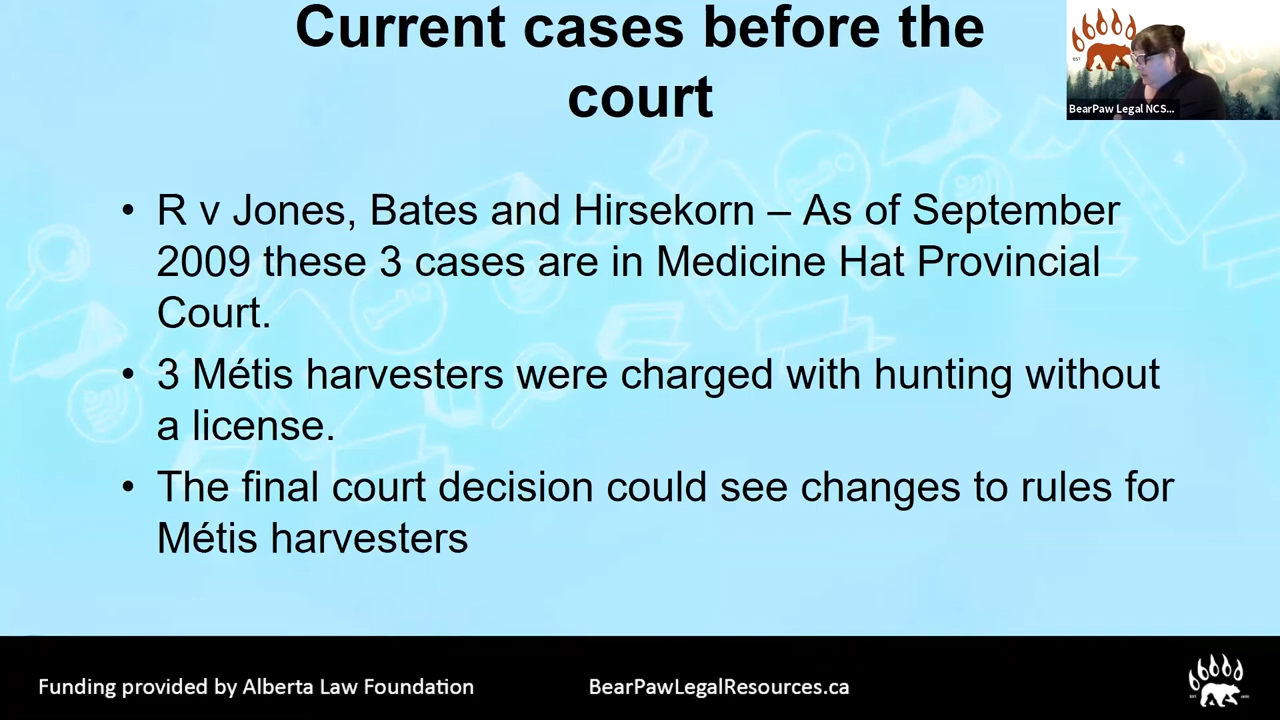 Current cases before the
court
BearPaw Legal NCS...
• R v Jones, Bates and Hirsekorn – As of September
2009 these 3 cases are in Medicine Hat Provincial
Court.
• 3 Métis harvesters were charged with hunting without
a license.
• The final court decision could see changes to rules for
Métis harvesters
Funding provided by Alberta Law Foundation
BearPawLegalResources.ca